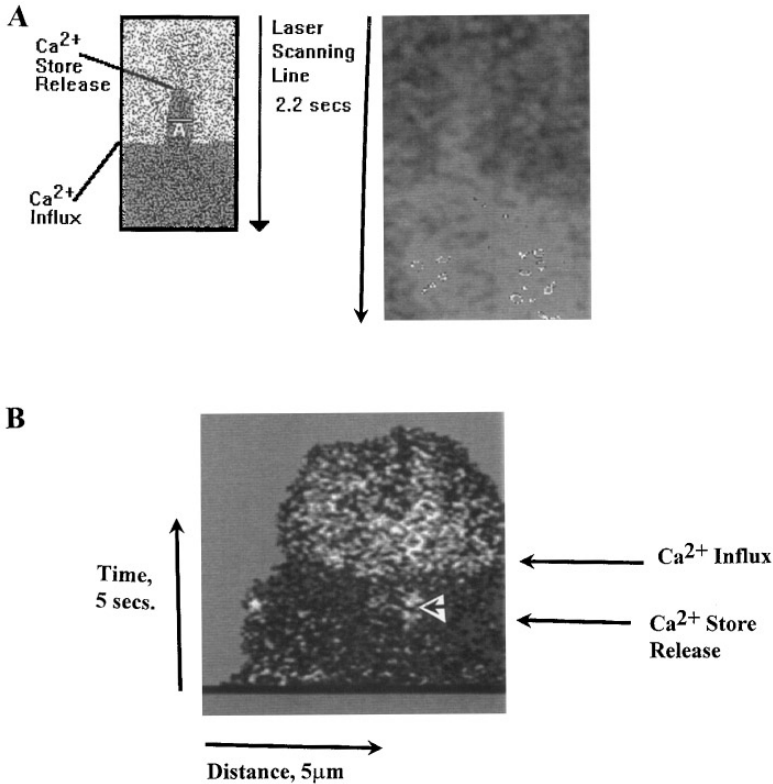 A
Ca2+
Store
Release
Ca2+
Influx
A
Laser
Scanning
Line
2.2 secs
B
Time,
5 secs.
Ca2+ Influx
Ca2+ Store
Release
Distance, 5μm